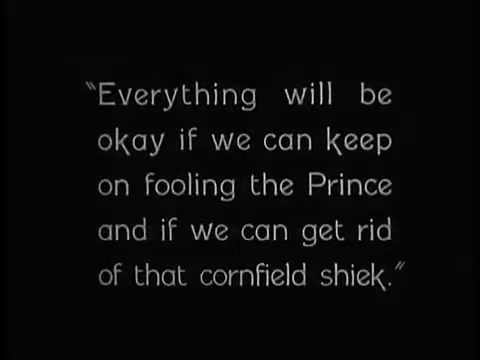 "Everything will be
okay if we can keep
on fooling the Prince
and if we can get rid
of that cornfield shiek."